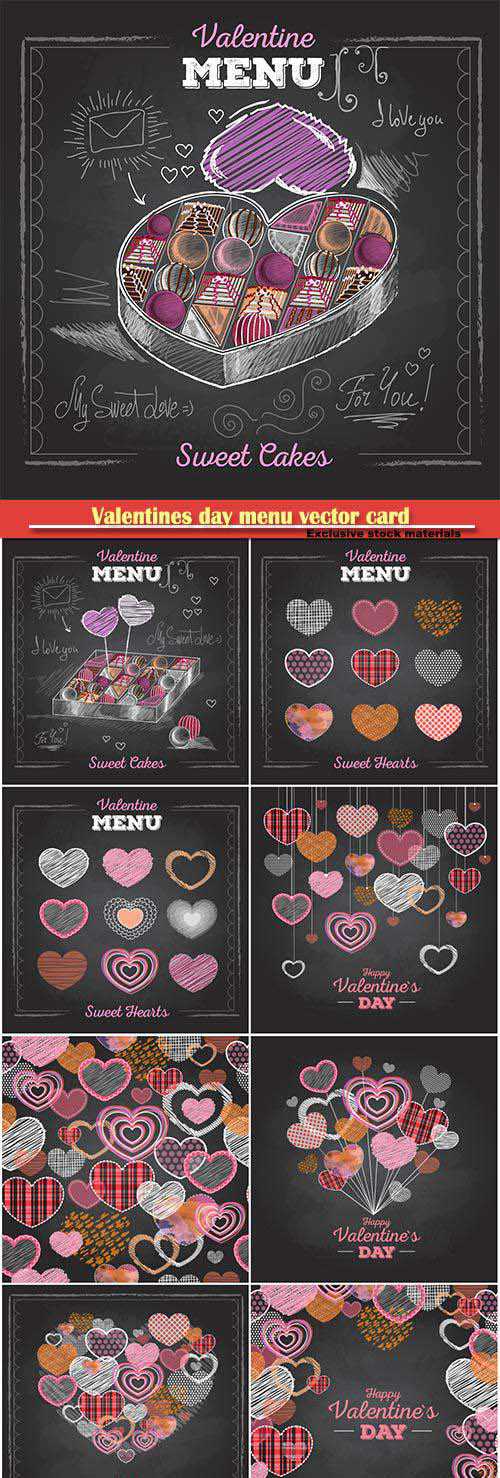 Valentine
MENU
I love you
My Sweet Love =)
For You!
Sweet Cakes
Valentines day menu vector card
Exclusive stock materials
Valentine
MENU
I love you
My Sweet Love =)
For You!
Sweet Cakes
Valentine
MENU
Sweet Hearts
Valentine
MENU
Sweet Hearts
Happy
Valentine`s
DAY
Happy
Valentine`s
DAY
Happy
Valentine`s
DAY